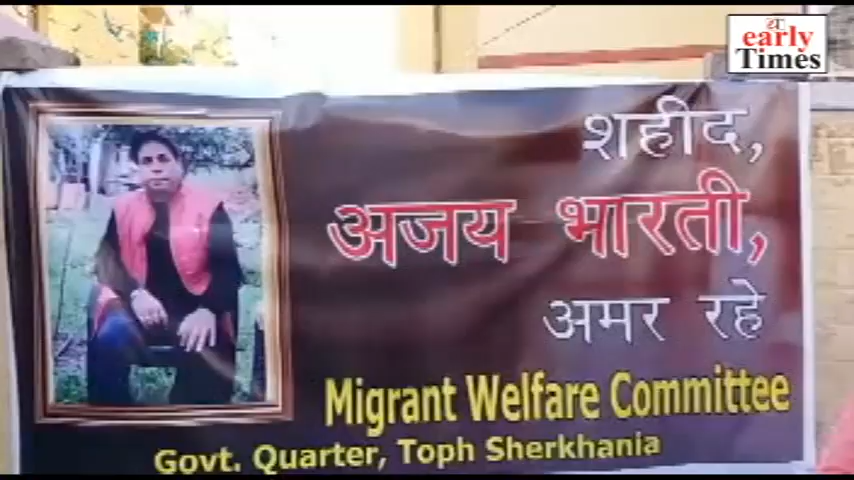 early
Times
शहीद,
अजय भारती,
अमर रहे
Migrant Welfare Committee
Govt. Quarter, Toph Sherkhania